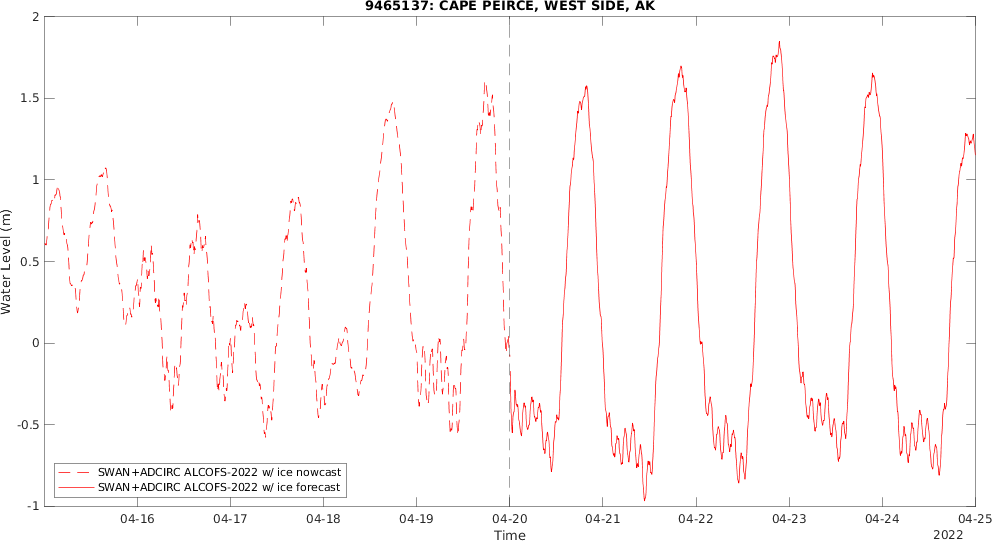 9465137: CAPE PEIRCE, WEST SIDE, AK
Water Level (m)
2
1.5
1
0.5
0
-0.5
-1
SWAN+ADCIRC ALCOFS-2022 w/ ice nowcast
SWAN+ADCIRC ALCOFS-2022 w/ ice forecast
04-16 04-17 04-18 04-19 04-20 04-21 04-22 04-23 04-24 04-25
Time
2022